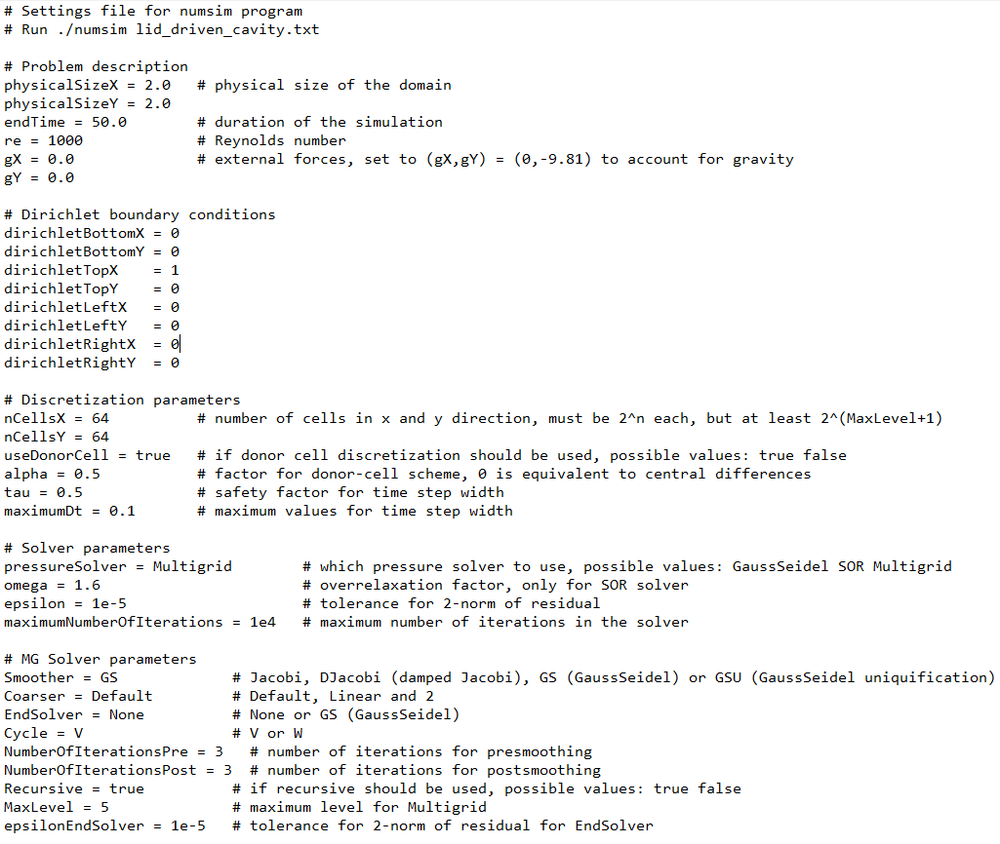 # Settings file for numsim program
# Run ./numsim lid_driven_cavity.txt

# Problem description
physicalSizeX = 2.0   # physical size of the domain
physicalSizeY = 2.0
endTime = 50.0        # duration of the simulation
re = 1000             # Reynolds number
gX = 0.0              # external forces, set to (gX,gY) = (0,-9.81) to account for gravity
gY = 0.0

# Dirichlet boundary conditions
dirichletBottomX = 0
dirichletBottomY = 0
dirichletTopX    = 1
dirichletTopY    = 0
dirichletLeftX   = 0
dirichletLeftY   = 0
dirichletRightX  = 0
dirichletRightY  = 0

# Discretization parameters
nCellsX = 64          # number of cells in x and y direction, must be 2^n each, but at least 2^(MaxLevel+1)
nCellsY = 64
useDonorCell = true   # if donor cell discretization should be used, possible values: true false
alpha = 0.5           # factor for donor-cell scheme, 0 is equivalent to central differences
tau = 0.5             # safety factor for time step width
maximumDt = 0.1       # maximum values for time step width

# Solver parameters
pressureSolver = Multigrid        # which pressure solver to use, possible values: GaussSeidel SOR Multigrid
omega = 1.6                       # overrelaxation factor, only for SOR solver
epsilon = 1e-5                    # tolerance for 2-norm of residual
maximumNumberOfIterations = 1e4   # maximum number of iterations in the solver

# MG Solver parameters
Smoother = GS             # Jacobi, DJacobi (damped Jacobi), GS (GaussSeidel) or GSU (GaussSeidel uniquification)
Coarser = Default         # Default, Linear and 2
EndSolver = None          # None or GS (GaussSeidel)
Cycle = V                 # V or W
NumberOfIterationsPre = 3   # number of iterations for presmoothing
NumberOfIterationsPost = 3  # number of iterations for postsmoothing
Recursive = true          # if recursive should be used, possible values: true false
MaxLevel = 5              # maximum level for Multigrid
epsilonEndSolver = 1e-5   # tolerance for 2-norm of residual for EndSolver